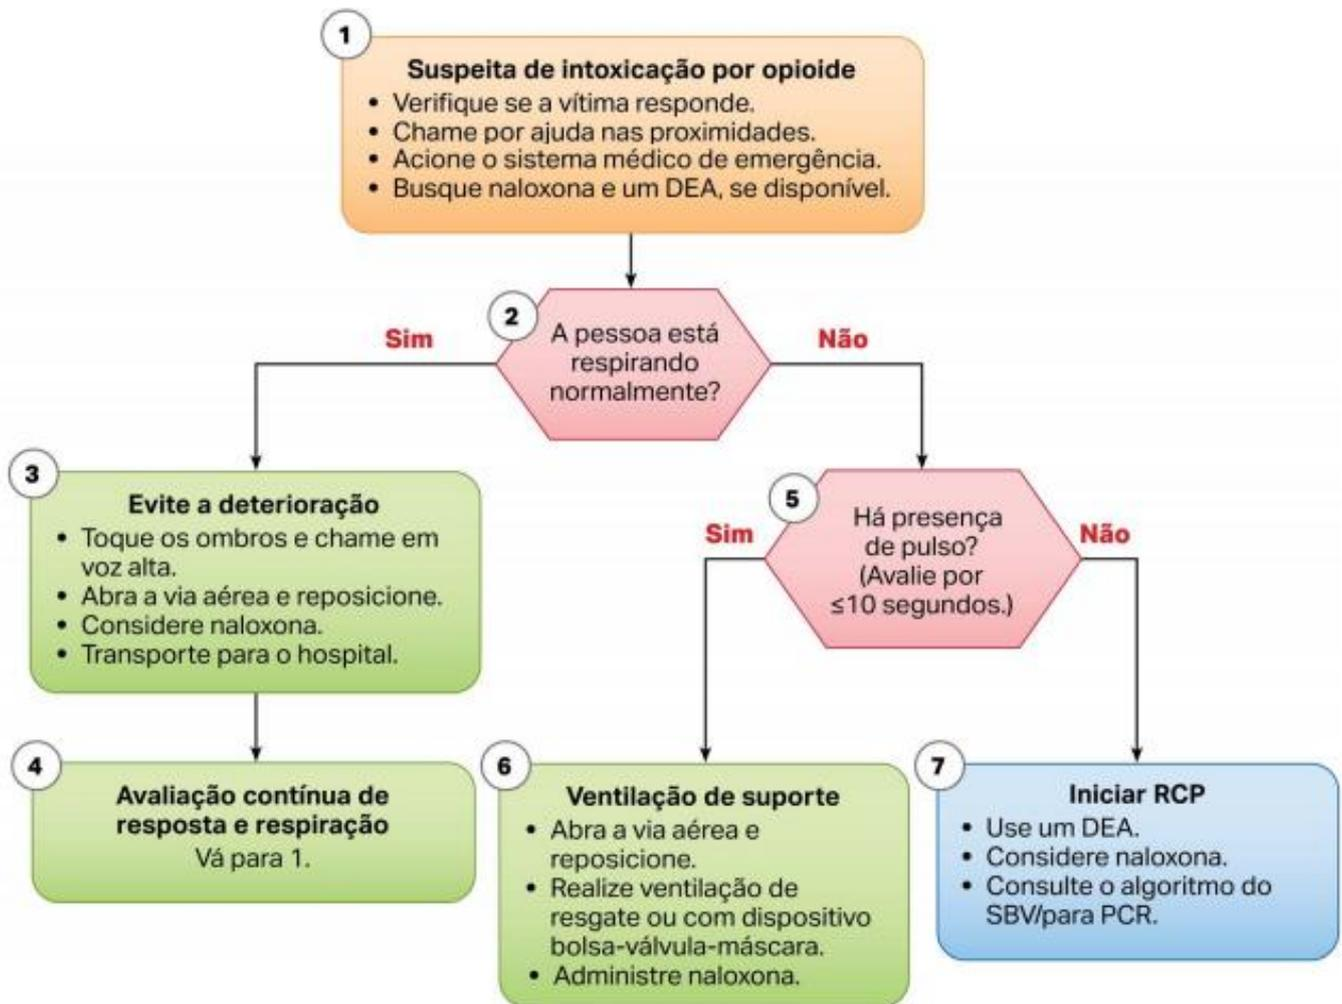 1
Suspeita de intoxicação por opioide
• Verifique se a vítima responde.
• Chame por ajuda nas proximidades.
• Acione o sistema médico de emergência.
• Busque naloxona e um DEA, se disponível.
2
A pessoa está
respirando
normalmente?
Sim
Não
3
Evite a deterioração
• Toque os ombros e chame em
voz alta.
• Abra a via aérea e reposicione.
• Considere naloxona.
• Transporte para o hospital.
5
Há presença
de pulso?
(Avalie por
≤10 segundos.)
Sim
Não
4
Avaliação contínua de
resposta e respiração
Vá para 1.
6
Ventilação de suporte
• Abra a via aérea e
reposicione.
• Realize ventilação de
resgate ou com dispositivo
bolsa-válvula-máscara.
• Administre naloxona.
7
Iniciar RCP
• Use um DEA.
• Considere naloxona.
• Consulte o algoritmo do
SBV/para PCR.